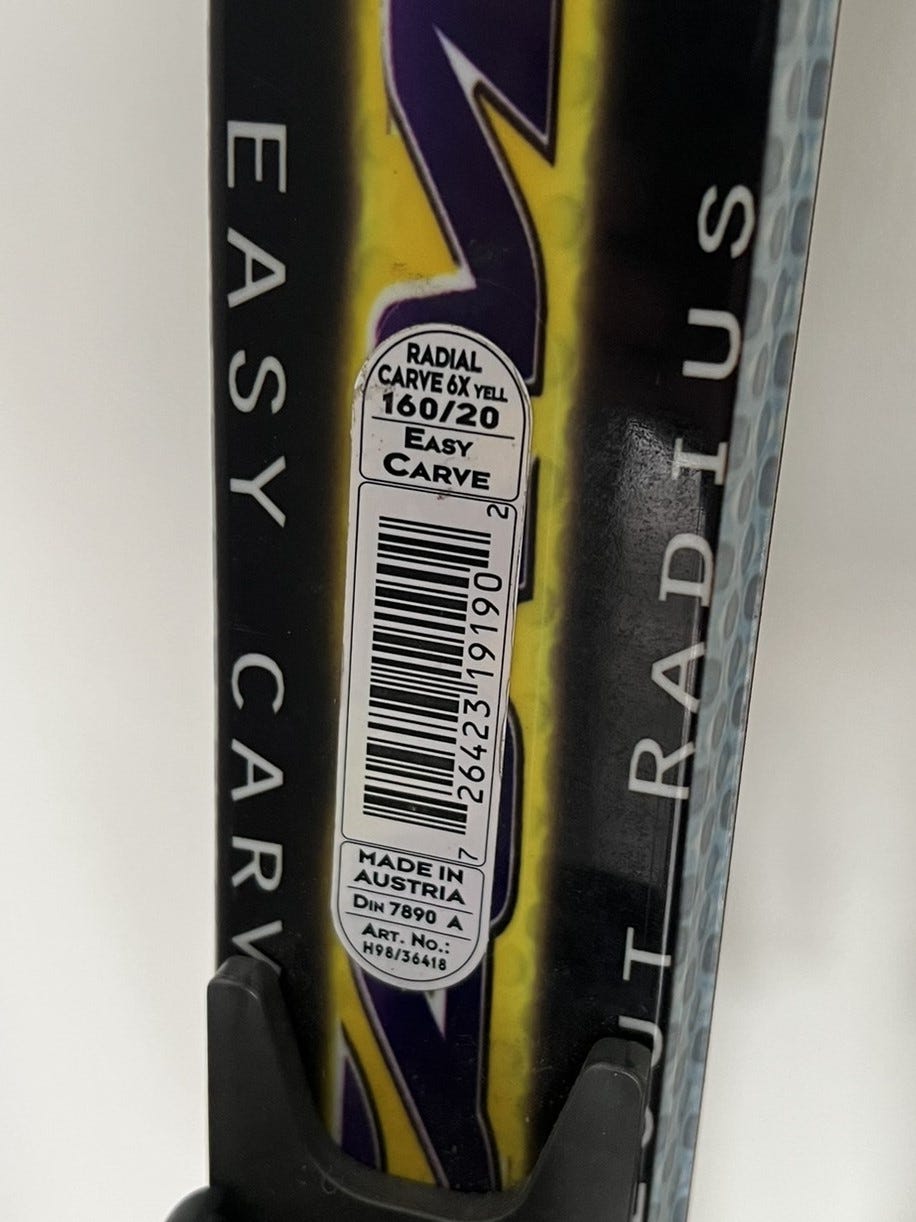 EASY CARV
RADIAL
CARVE 6X YELL
160/20
EASY
CARVE
7 26423 19190 2
MADE IN
AUSTRIA
DIN 7890 A
ART. NO.:
H98/36418
CUT RADIUS